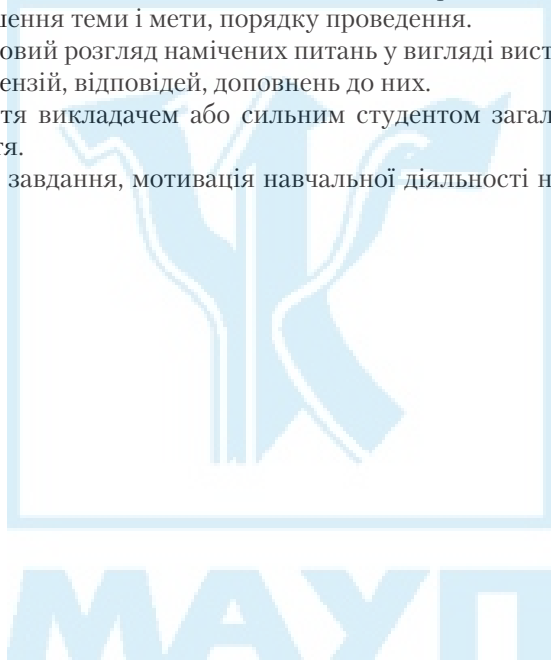 шення теми і мети, порядку проведення.
овий розгляд намічених питань у вигляді вист
ензій, відповідей, доповнень до них.
тя викладачем або сильним студентом загал
тя.
завдання, мотивація навчальної діяльності н
МАУП